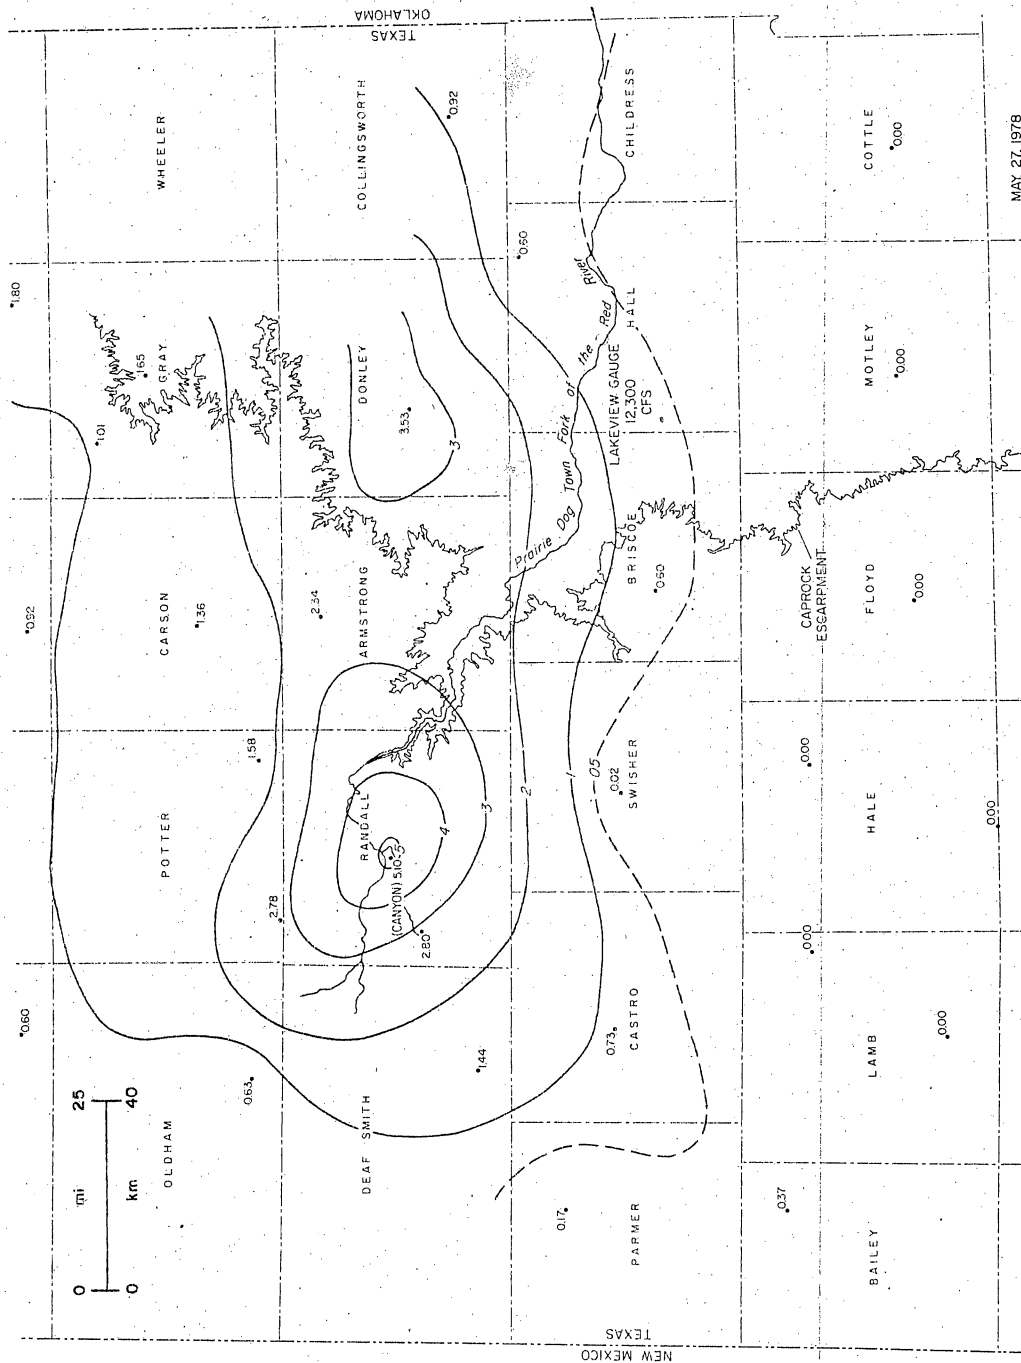 0 mi 25
0 km 40
0.60
0.92
1.80
1.01
1.65
OLDHAM
POTTER
CARSON
GRAY
WHEELER
0.63
2.78
1.58
1.36
2.34
DEAF SMITH
RANDALL
ARMSTRONG
DONLEY
COLLINGSWORTH
(CANYON) 5.10
5
4
3
2
1
.05
3.53
3
2.80
1.44
0.92
0.60
Prairie Dog Town Fork of the Red River
LAKEVIEW GAUGE
12,300
CFS
0.17
0.73
0.02
0.60
PARMER
CASTRO
SWISHER
BRISCOE
HALL
CHILDRESS
0.37
0.00
0.00
CAPROCK
ESCARPMENT
BAILEY
LAMB
HALE
FLOYD
MOTLEY
COTTLE
0.00
0.00
0.00
0.00
0.00
NEW MEXICO
TEXAS
TEXAS
OKLAHOMA
MAY 27, 1978